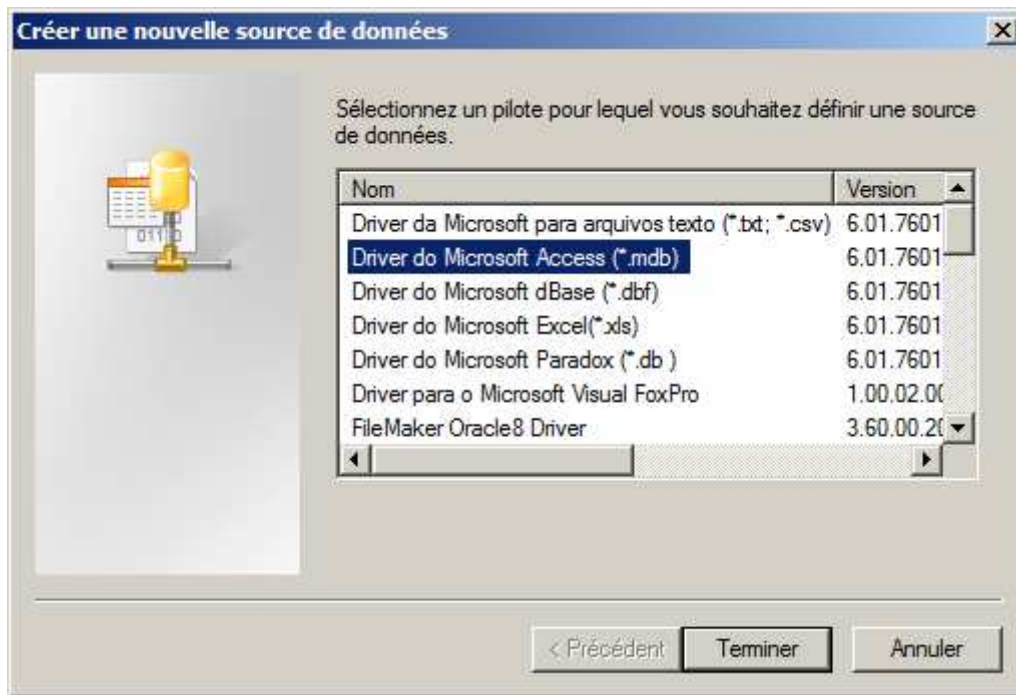 Créer une nouvelle source de données
Sélectionnez un pilote pour lequel vous souhaitez définir une source
de données.
Nom Version
Driver da Microsoft para arquivos texto (*.txt; *.csv) 6.01.7601
Driver do Microsoft Access (*.mdb) 6.01.7601
Driver do Microsoft dBase (*.dbf) 6.01.7601
Driver do Microsoft Excel(*.xls) 6.01.7601
Driver do Microsoft Paradox (*.db ) 6.01.7601
Driver para o Microsoft Visual FoxPro 1.00.02.00
FileMaker Oracle8 Driver 3.60.00.20
01110
< Précédent Terminer Annuler